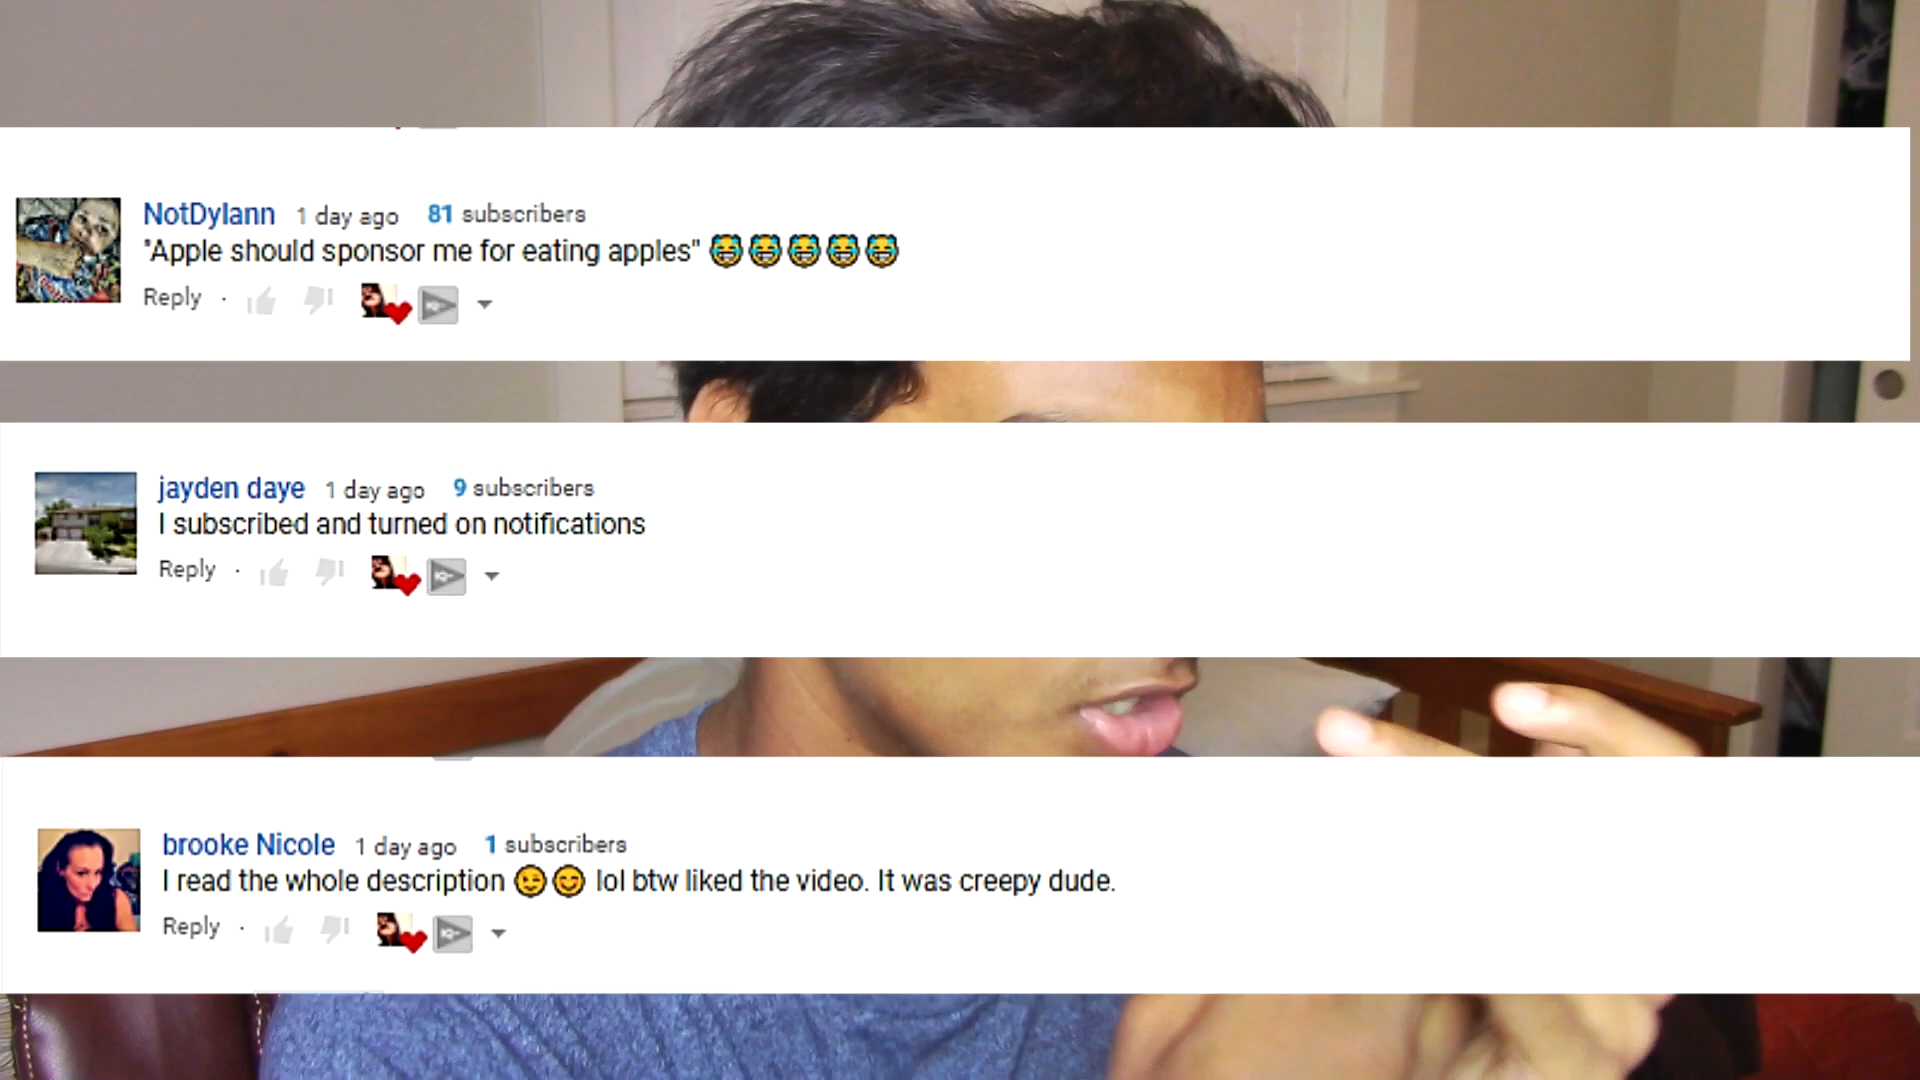 NotDylann 1 day ago 81 subscribers
"Apple should sponsor me for eating apples" 😂😂😂😂😂
Reply ·
jayden daye 1 day ago 9 subscribers
I subscribed and turned on notifications
Reply ·
brooke Nicole 1 day ago 1 subscribers
I read the whole description 😉😊 lol btw liked the video. It was creepy dude.
Reply ·